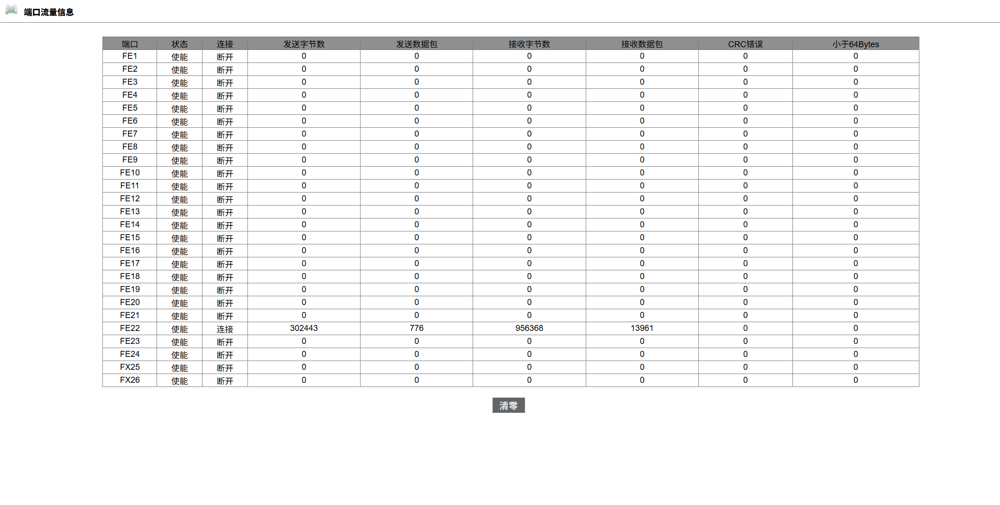 端口流量信息
端口 状态 连接 发送字节数 发送数据包 接收字节数 接收数据包 CRC错误 小于64Bytes
FE1 使能 断开 0 0 0 0 0 0
FE2 使能 断开 0 0 0 0 0 0
FE3 使能 断开 0 0 0 0 0 0
FE4 使能 断开 0 0 0 0 0 0
FE5 使能 断开 0 0 0 0 0 0
FE6 使能 断开 0 0 0 0 0 0
FE7 使能 断开 0 0 0 0 0 0
FE8 使能 断开 0 0 0 0 0 0
FE9 使能 断开 0 0 0 0 0 0
FE10 使能 断开 0 0 0 0 0 0
FE11 使能 断开 0 0 0 0 0 0
FE12 使能 断开 0 0 0 0 0 0
FE13 使能 断开 0 0 0 0 0 0
FE14 使能 断开 0 0 0 0 0 0
FE15 使能 断开 0 0 0 0 0 0
FE16 使能 断开 0 0 0 0 0 0
FE17 使能 断开 0 0 0 0 0 0
FE18 使能 断开 0 0 0 0 0 0
FE19 使能 断开 0 0 0 0 0 0
FE20 使能 断开 0 0 0 0 0 0
FE21 使能 断开 0 0 0 0 0 0
FE22 使能 连接 302443 776 956368 13961 0 0
FE23 使能 断开 0 0 0 0 0 0
FE24 使能 断开 0 0 0 0 0 0
FX25 使能 断开 0 0 0 0 0 0
FX26 使能 断开 0 0 0 0 0 0
清零